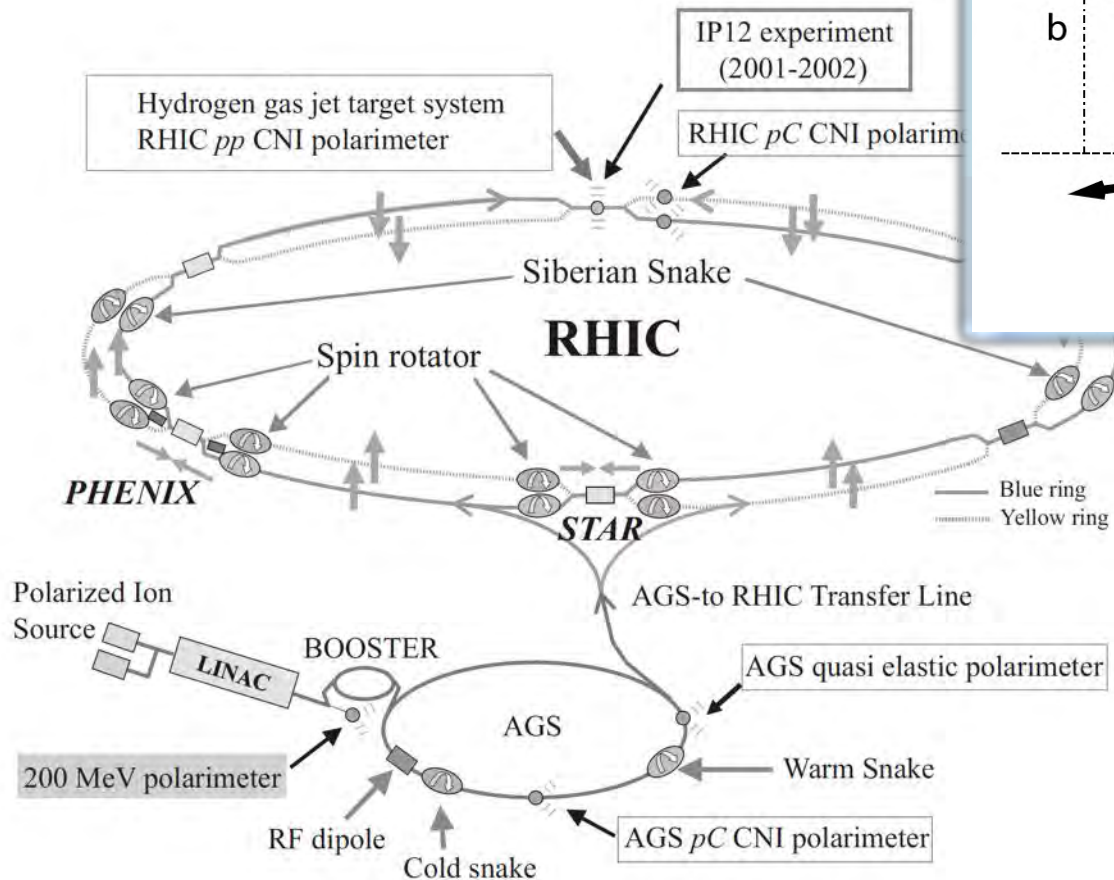 IP12 experiment
(2001-2002)
b
Hydrogen gas jet target system
RHIC pp CNI polarimeter
RHIC pC CNI
Siberian Snake
RHIC
Spin rotator
PHENIX
STAR
Blue ring
Yellow ring
AGS-to RHIC Transfer Line
Polarized Ion
Source
LINAC
BOOSTER
AGS quasi elastic polarimeter
AGS
200 MeV polarimeter
Warm Snake
RF dipole
AGS pC CNI polarimeter
Cold snake